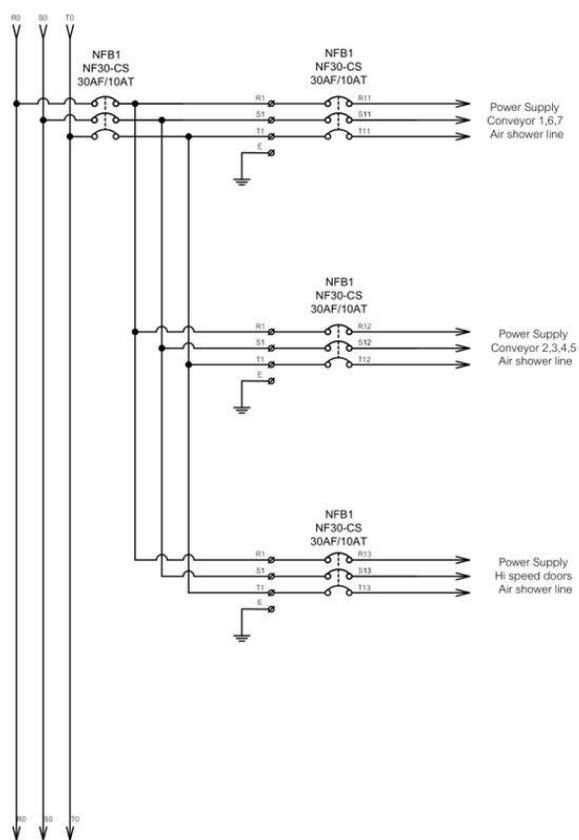 R0 S0 T0
NFB1
NF30-CS
30AF/10AT
NFB1
NF30-CS
30AF/10AT
R1 R11
S1 S11
T1 T11
E
Power Supply
Conveyor 1,6,7
Air shower line
NFB1
NF30-CS
30AF/10AT
R1 R12
S1 S12
T1 T12
E
Power Supply
Conveyor 2,3,4,5
Air shower line
NFB1
NF30-CS
30AF/10AT
R1 R13
S1 S13
T1 T13
E
Power Supply
Hi speed doors
Air shower line
R0 S0 T0